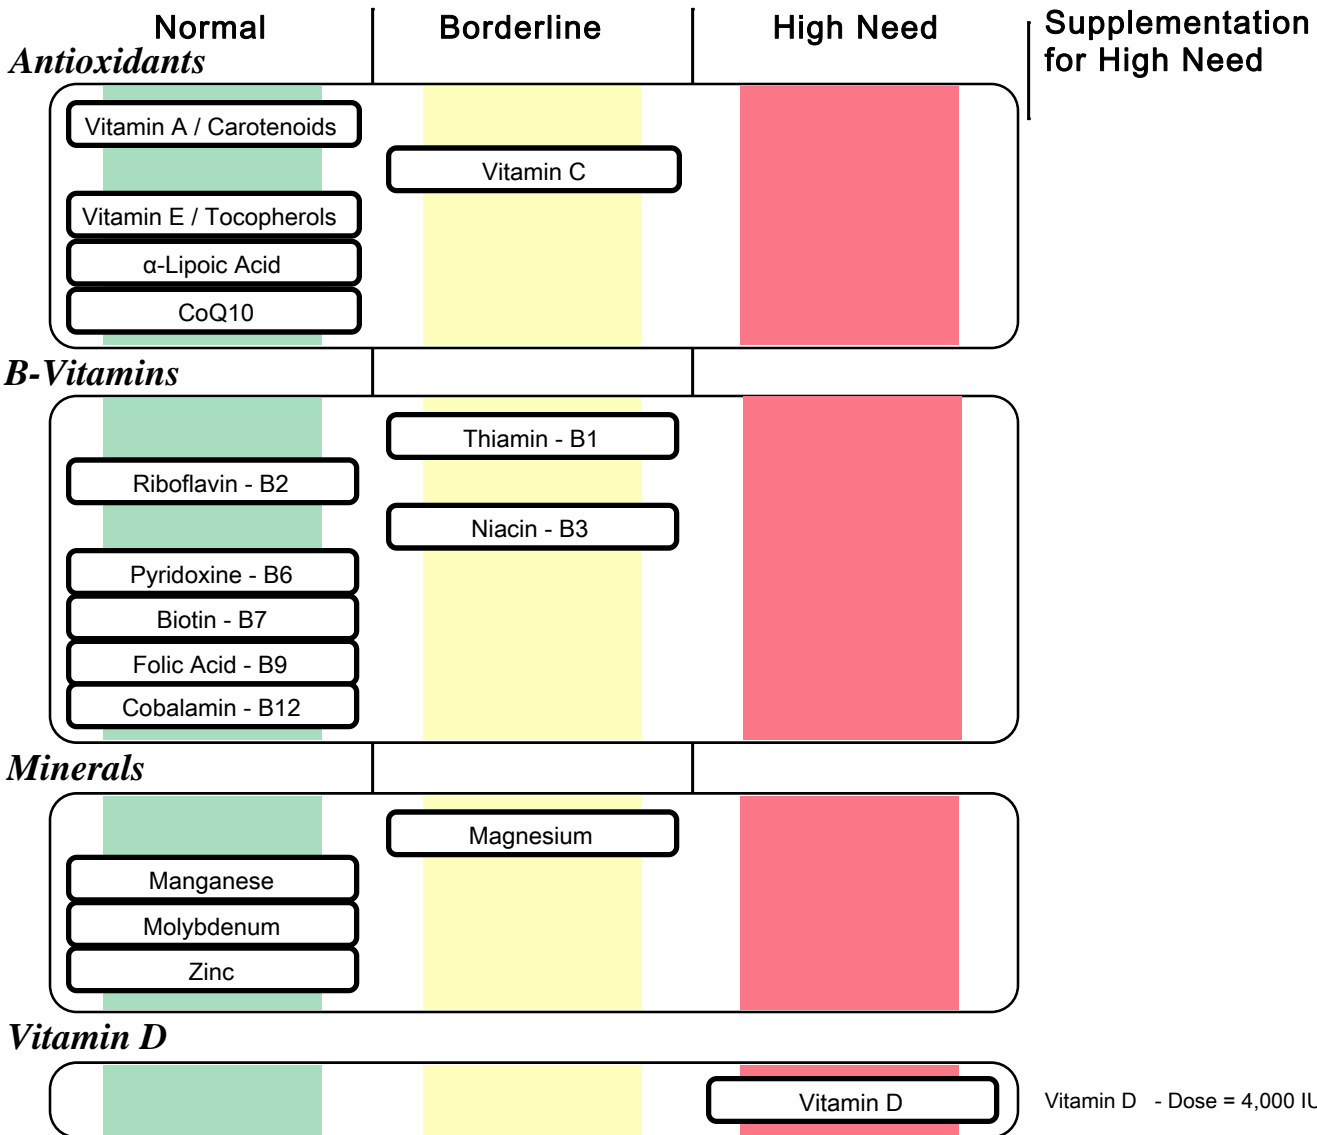 Normal
Borderline
High Need
Supplementation
for High Need
Antioxidants
Vitamin A / Carotenoids
Vitamin C
Vitamin E / Tocopherols
α-Lipoic Acid
CoQ10
B-Vitamins
Thiamin - B1
Riboflavin - B2
Niacin - B3
Pyridoxine - B6
Biotin - B7
Folic Acid - B9
Cobalamin - B12
Minerals
Magnesium
Manganese
Molybdenum
Zinc
Vitamin D
Vitamin D
Vitamin D - Dose = 4,000 IU